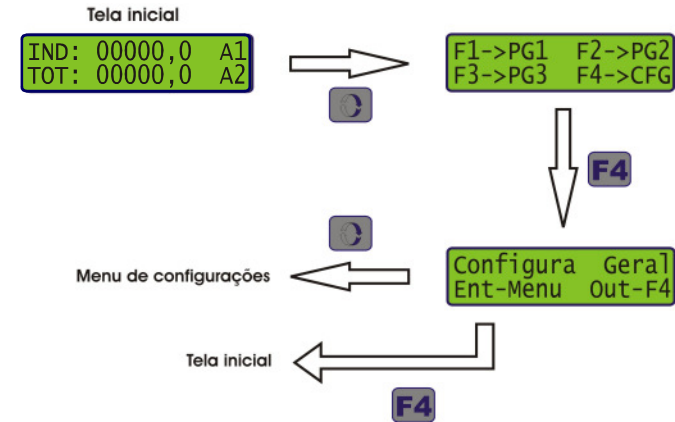 Tela inicial
IND: 00000,0 A1
TOT: 00000,0 A2
F1->PG1 F2->PG2
F3->PG3 F4->CFG
F4
Configura Geral
Ent-Menu Out-F4
Menu de configurações
Tela inicial
F4